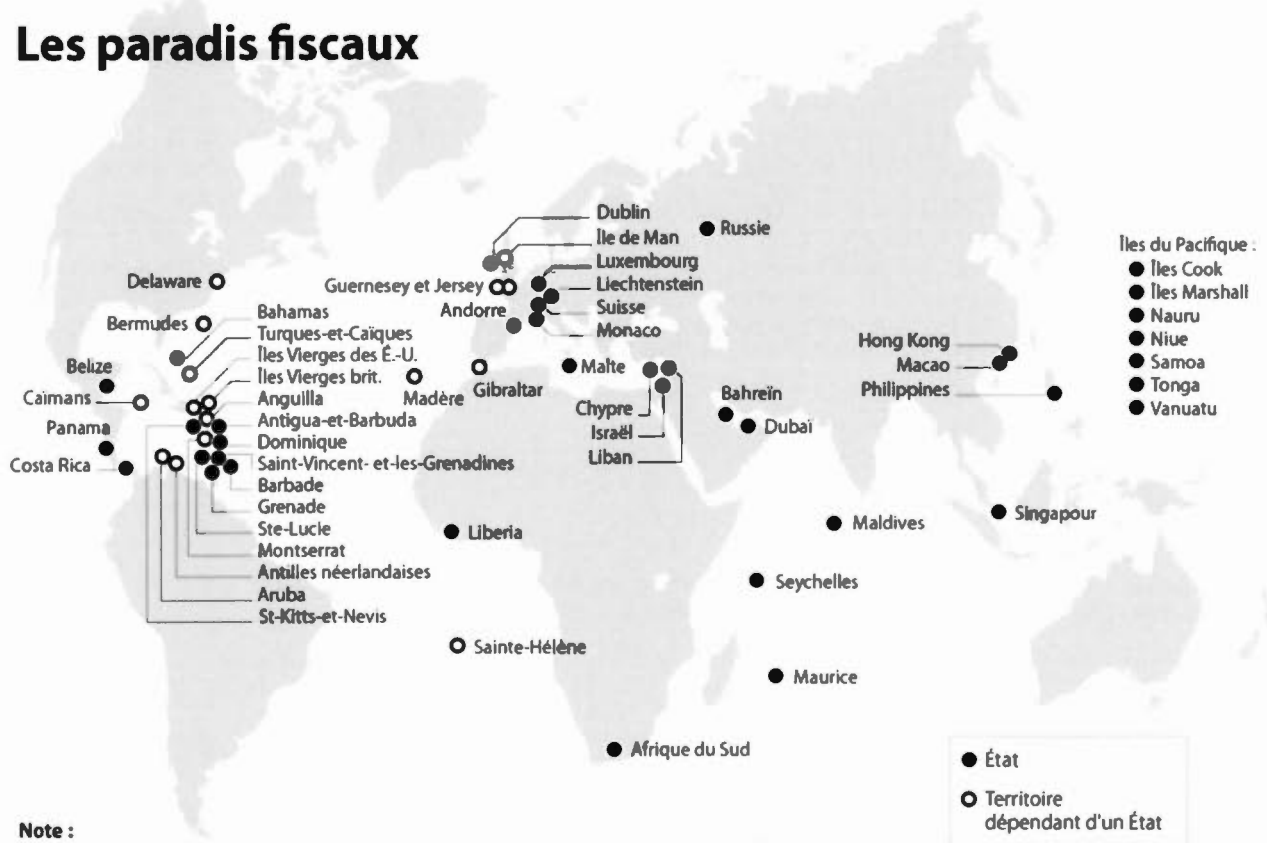 Les paradis fiscaux
Dublin
Île de Man
Luxembourg
Liechtenstein
Suisse
Monaco
Guernesey et Jersey
Andorre
Russie
Îles du Pacifique :
Îles Cook
Îles Marshall
Nauru
Niue
Samoa
Tonga
Vanuatu
Delaware
Bermudes
Belize
Caïmans
Panama
Costa Rica
Bahamas
Turques-et-Caïques
Îles Vierges des É.-U.
Îles Vierges brit.
Anguilla
Antigua-et-Barbuda
Dominique
Saint-Vincent- et-les-Grenadines
Barbade
Grenade
Ste-Lucie
Montserrat
Antilles néerlandaises
Aruba
St-Kitts-et-Nevis
Madère
Gibraltar
Malte
Chypre
Israël
Liban
Bahreïn
Dubaï
Hong Kong
Macao
Philippines
Liberia
Maldives
Singapour
Seychelles
Sainte-Hélène
Maurice
Afrique du Sud
État
Territoire
dépendant d'un État
Note :